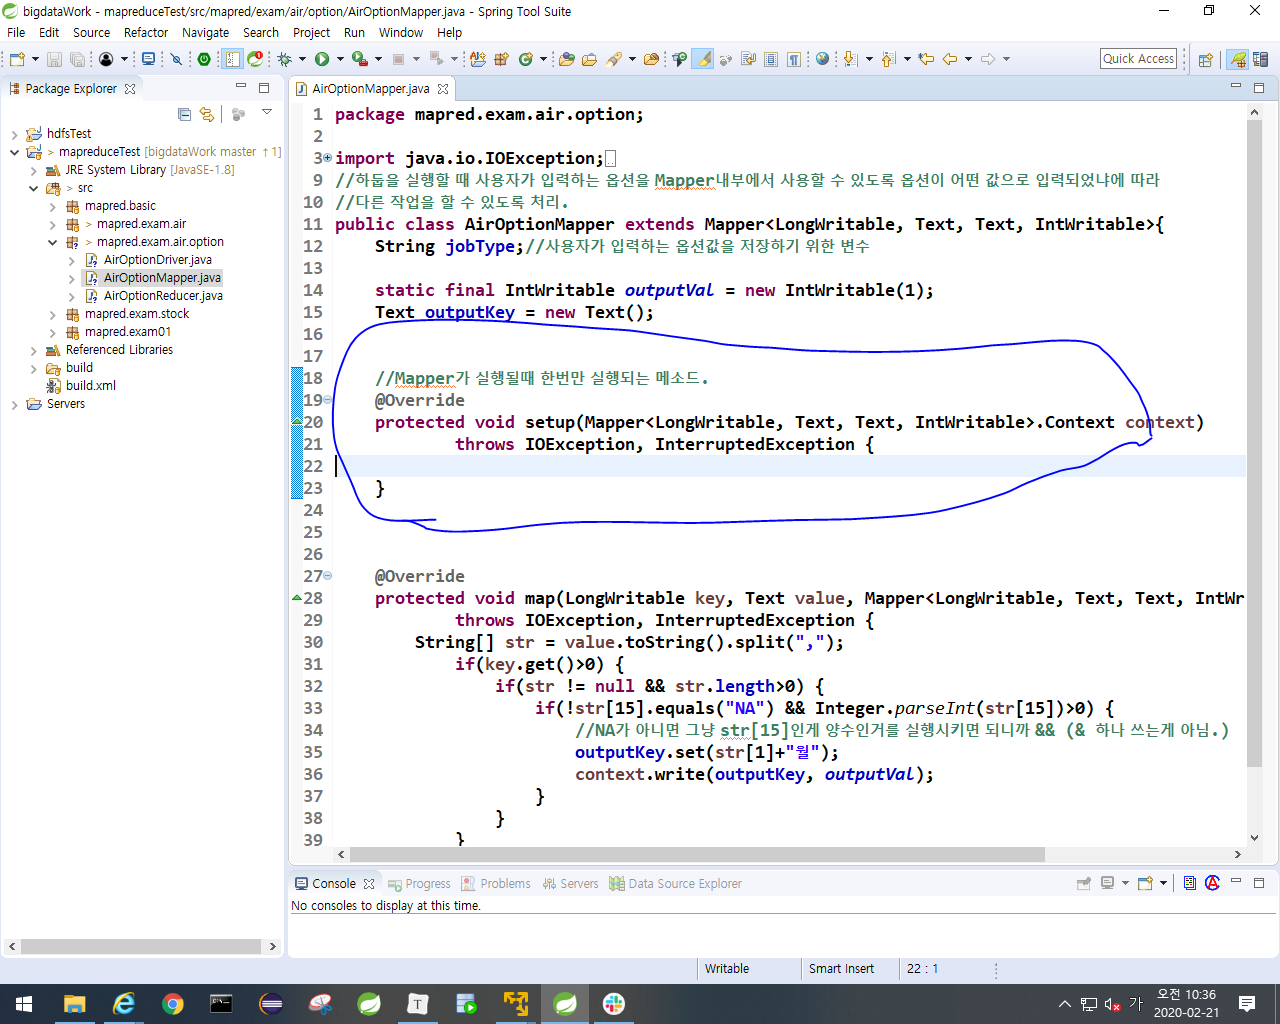 bigdataWork - mapreduceTest/src/mapred/exam/air/option/AirOptionMapper.java - Spring Tool Suite
File Edit Source Refactor Navigate Search Project Run Window Help
Quick Access
Package Explorer
hdfsTest
> mapreduceTest [bigdataWork master ↑1]
JRE System Library [JavaSE-1.8]
> src
mapred.basic
> mapred.exam.air
> mapred.exam.air.option
AirOptionDriver.java
AirOptionMapper.java
AirOptionReducer.java
mapred.exam.stock
mapred.exam01
Referenced Libraries
build
build.xml
Servers
AirOptionMapper.java
1 package mapred.exam.air.option;
2
3 import java.io.IOException;
9 //하둡을 실행할 때 사용자가 입력하는 옵션을 Mapper내부에서 사용할 수 있도록 옵션이 어떤 값으로 입력되었냐에 따라
10 //다른 작업을 할 수 있도록 처리.
11 public class AirOptionMapper extends Mapper<LongWritable, Text, Text, IntWritable>{
12 String jobType;//사용자가 입력하는 옵션값을 저장하기 위한 변수
13
14 static final IntWritable outputVal = new IntWritable(1);
15 Text outputKey = new Text();
16
17
18 //Mapper가 실행될때 한번만 실행되는 메소드.
19 @Override
20 protected void setup(Mapper<LongWritable, Text, Text, IntWritable>.Context context)
21 throws IOException, InterruptedException {
22
23 }
24
25
26
27 @Override
28 protected void map(LongWritable key, Text value, Mapper<LongWritable, Text, Text, IntWr
29 throws IOException, InterruptedException {
30 String[] str = value.toString().split(",");
31 if(key.get()>0) {
32 if(str != null && str.length>0) {
33 if(!str[15].equals("NA") && Integer.parseInt(str[15])>0) {
34 //NA가 아니면 그냥 str[15]인게 양수인거를 실행시키면 되니까 && (& 하나 쓰는게 아님.)
35 outputKey.set(str[1]+"월");
36 context.write(outputKey, outputVal);
37 }
38 }
39 }
Console Progress Problems Servers Data Source Explorer
No consoles to display at this time.
Writable Smart Insert 22 : 1
가 오전 10:36
2020-02-21